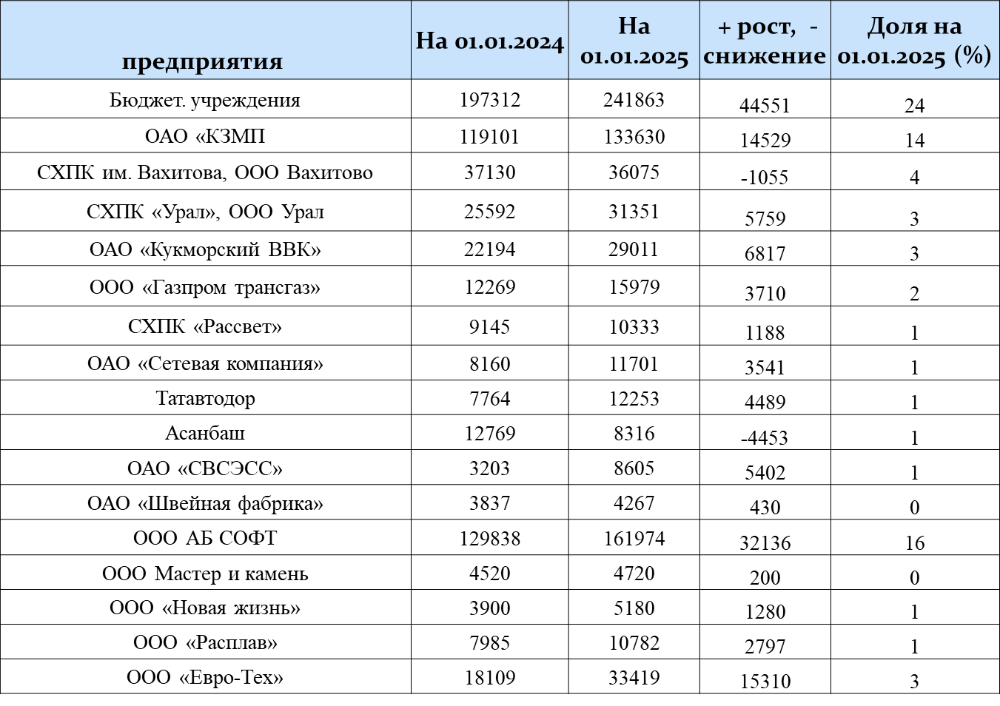 предприятия На 01.01.2024 На 01.01.2025 + рост, - снижение Доля на 01.01.2025 (%)
Бюджет. учреждения 197312 241863 44551 24
ОАО «КЗМП 119101 133630 14529 14
СХПК им. Вахитова, ООО Вахитово 37130 36075 -1055 4
СХПК «Урал», ООО Урал 25592 31351 5759 3
ОАО «Кукморский ВВК» 22194 29011 6817 3
ООО «Газпром трансгаз» 12269 15979 3710 2
СХПК «Рассвет» 9145 10333 1188 1
ОАО «Сетевая компания» 8160 11701 3541 1
Татавтодор 7764 12253 4489 1
Асанбаш 12769 8316 -4453 1
ОАО «СВСЭСС» 3203 8605 5402 1
ОАО «Швейная фабрика» 3837 4267 430 0
ООО АБ СОФТ 129838 161974 32136 16
ООО Мастер и камень 4520 4720 200 0
ООО «Новая жизнь» 3900 5180 1280 1
ООО «Расплав» 7985 10782 2797 1
ООО «Евро-Тех» 18109 33419 15310 3